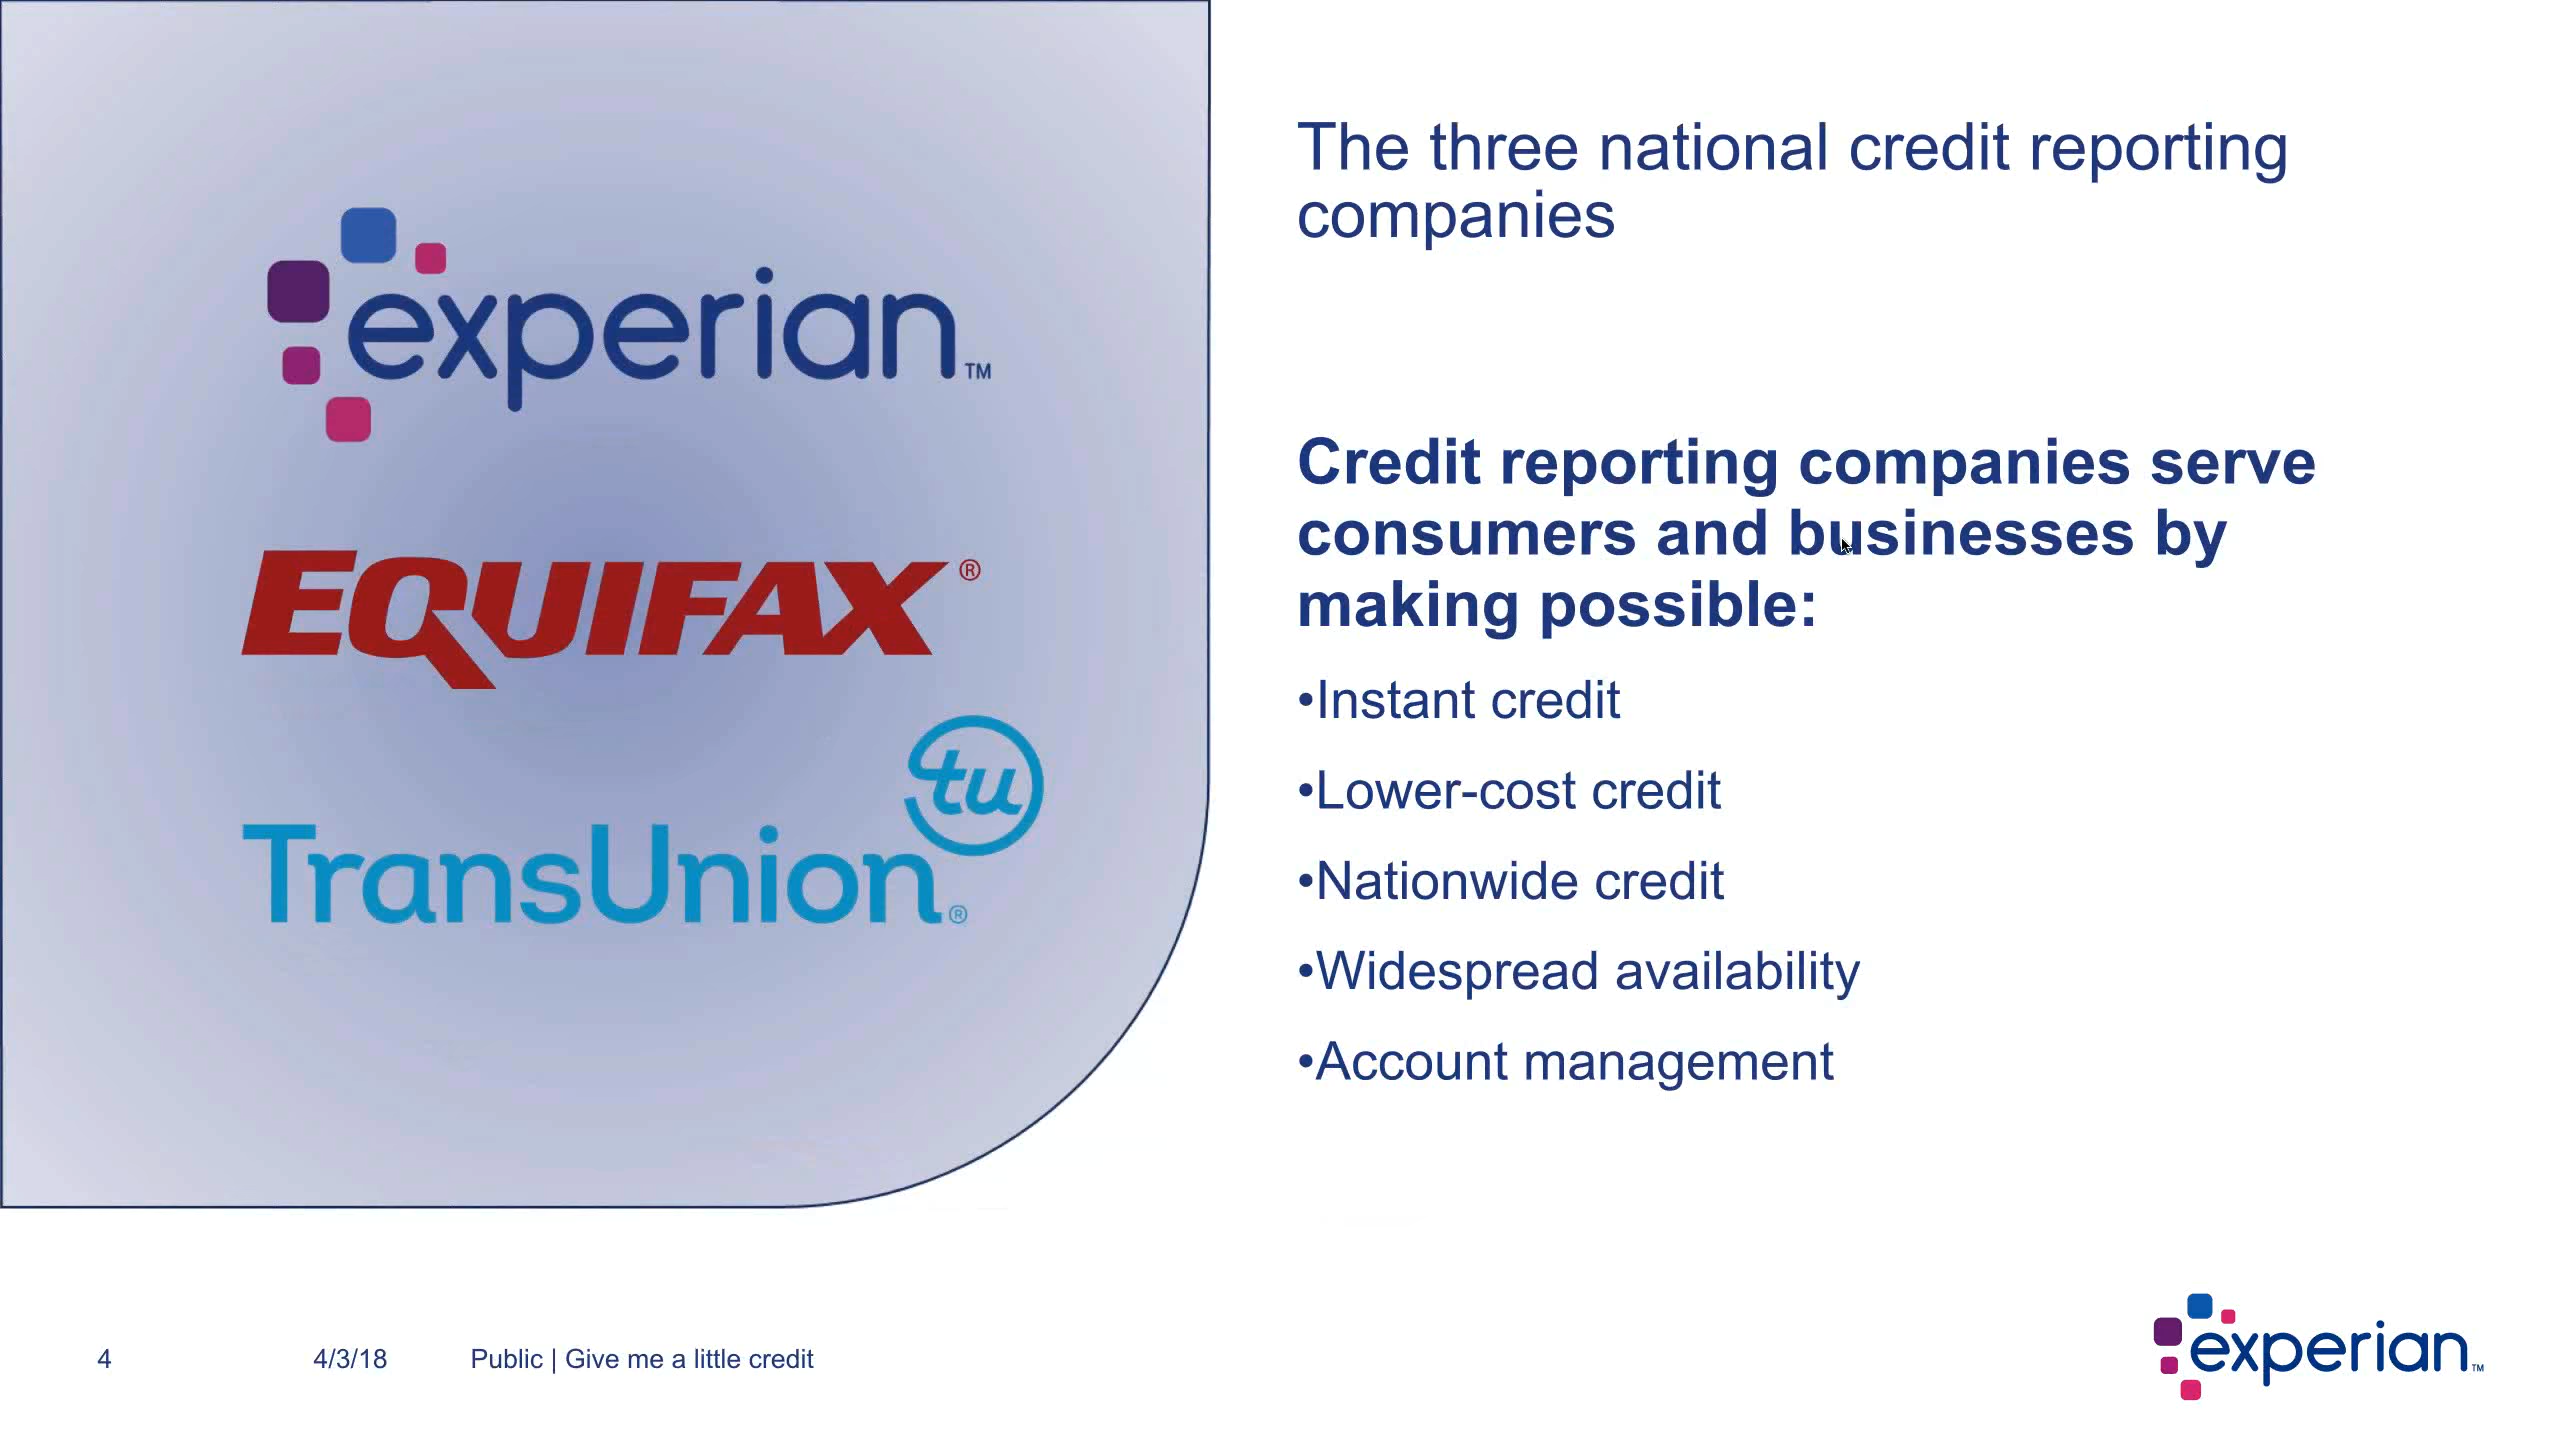 experian™
EQUIFAX®
tu
TransUnion®
The three national credit reporting
companies
Credit reporting companies serve
consumers and businesses by
making possible:
•Instant credit
•Lower-cost credit
•Nationwide credit
•Widespread availability
•Account management
4 4/3/18 Public | Give me a little credit
experian™